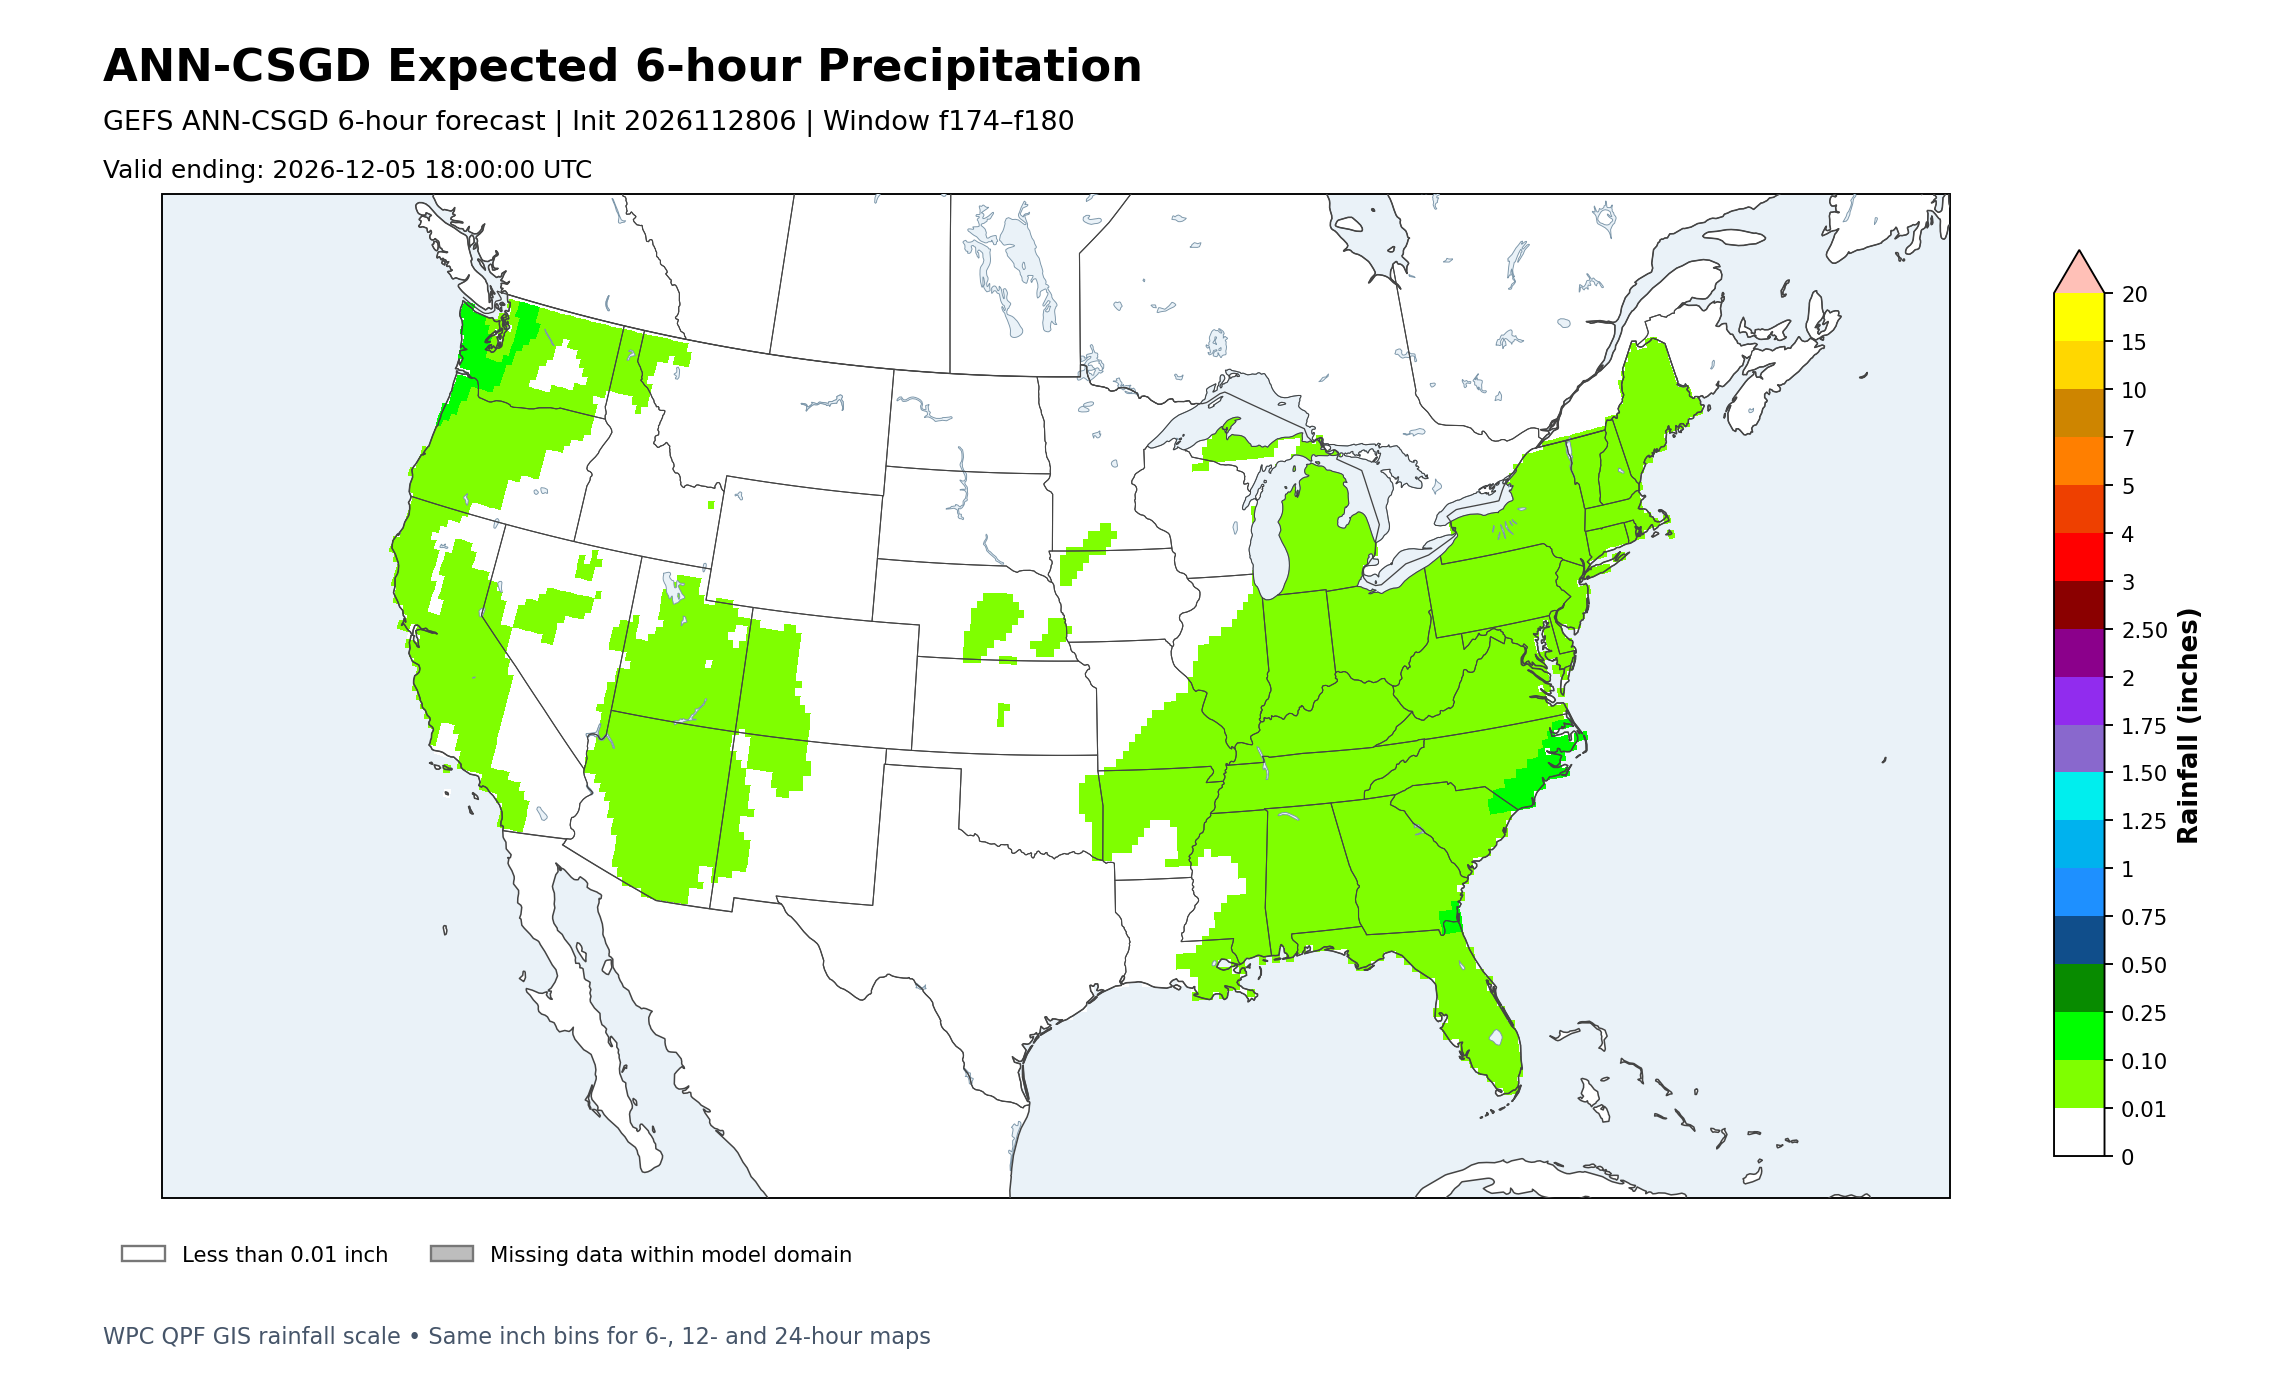 ANN-CSGD Expected 6-hour Precipitation
GEFS ANN-CSGD 6-hour forecast | Init 2026112806 | Window f174–f180
Valid ending: 2026-12-05 18:00:00 UTC
20
15
10
7
5
4
3
2.50
2
1.75
1.50
1.25
1
0.75
0.50
0.25
0.10
0.01
0
Rainfall (inches)
Less than 0.01 inch
Missing data within model domain
WPC QPF GIS rainfall scale • Same inch bins for 6-, 12- and 24-hour maps